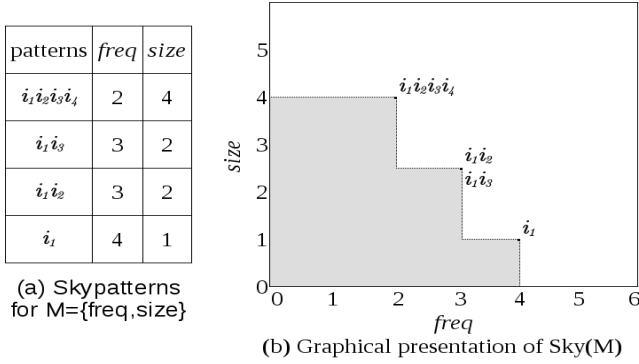 patterns freq size
i₁i₂i₃i₄ 2 4
i₁i₃ 3 2
i₁i₂ 3 2
i₁ 4 1
(a) Skypatterns
for M={freq,size}
size
5
4
3
2
1
0
i₁i₂i₃i₄
i₁i₂
i₁i₃
i₁
0 1 2 3 4 5 6
freq
(b) Graphical presentation of Sky(M)